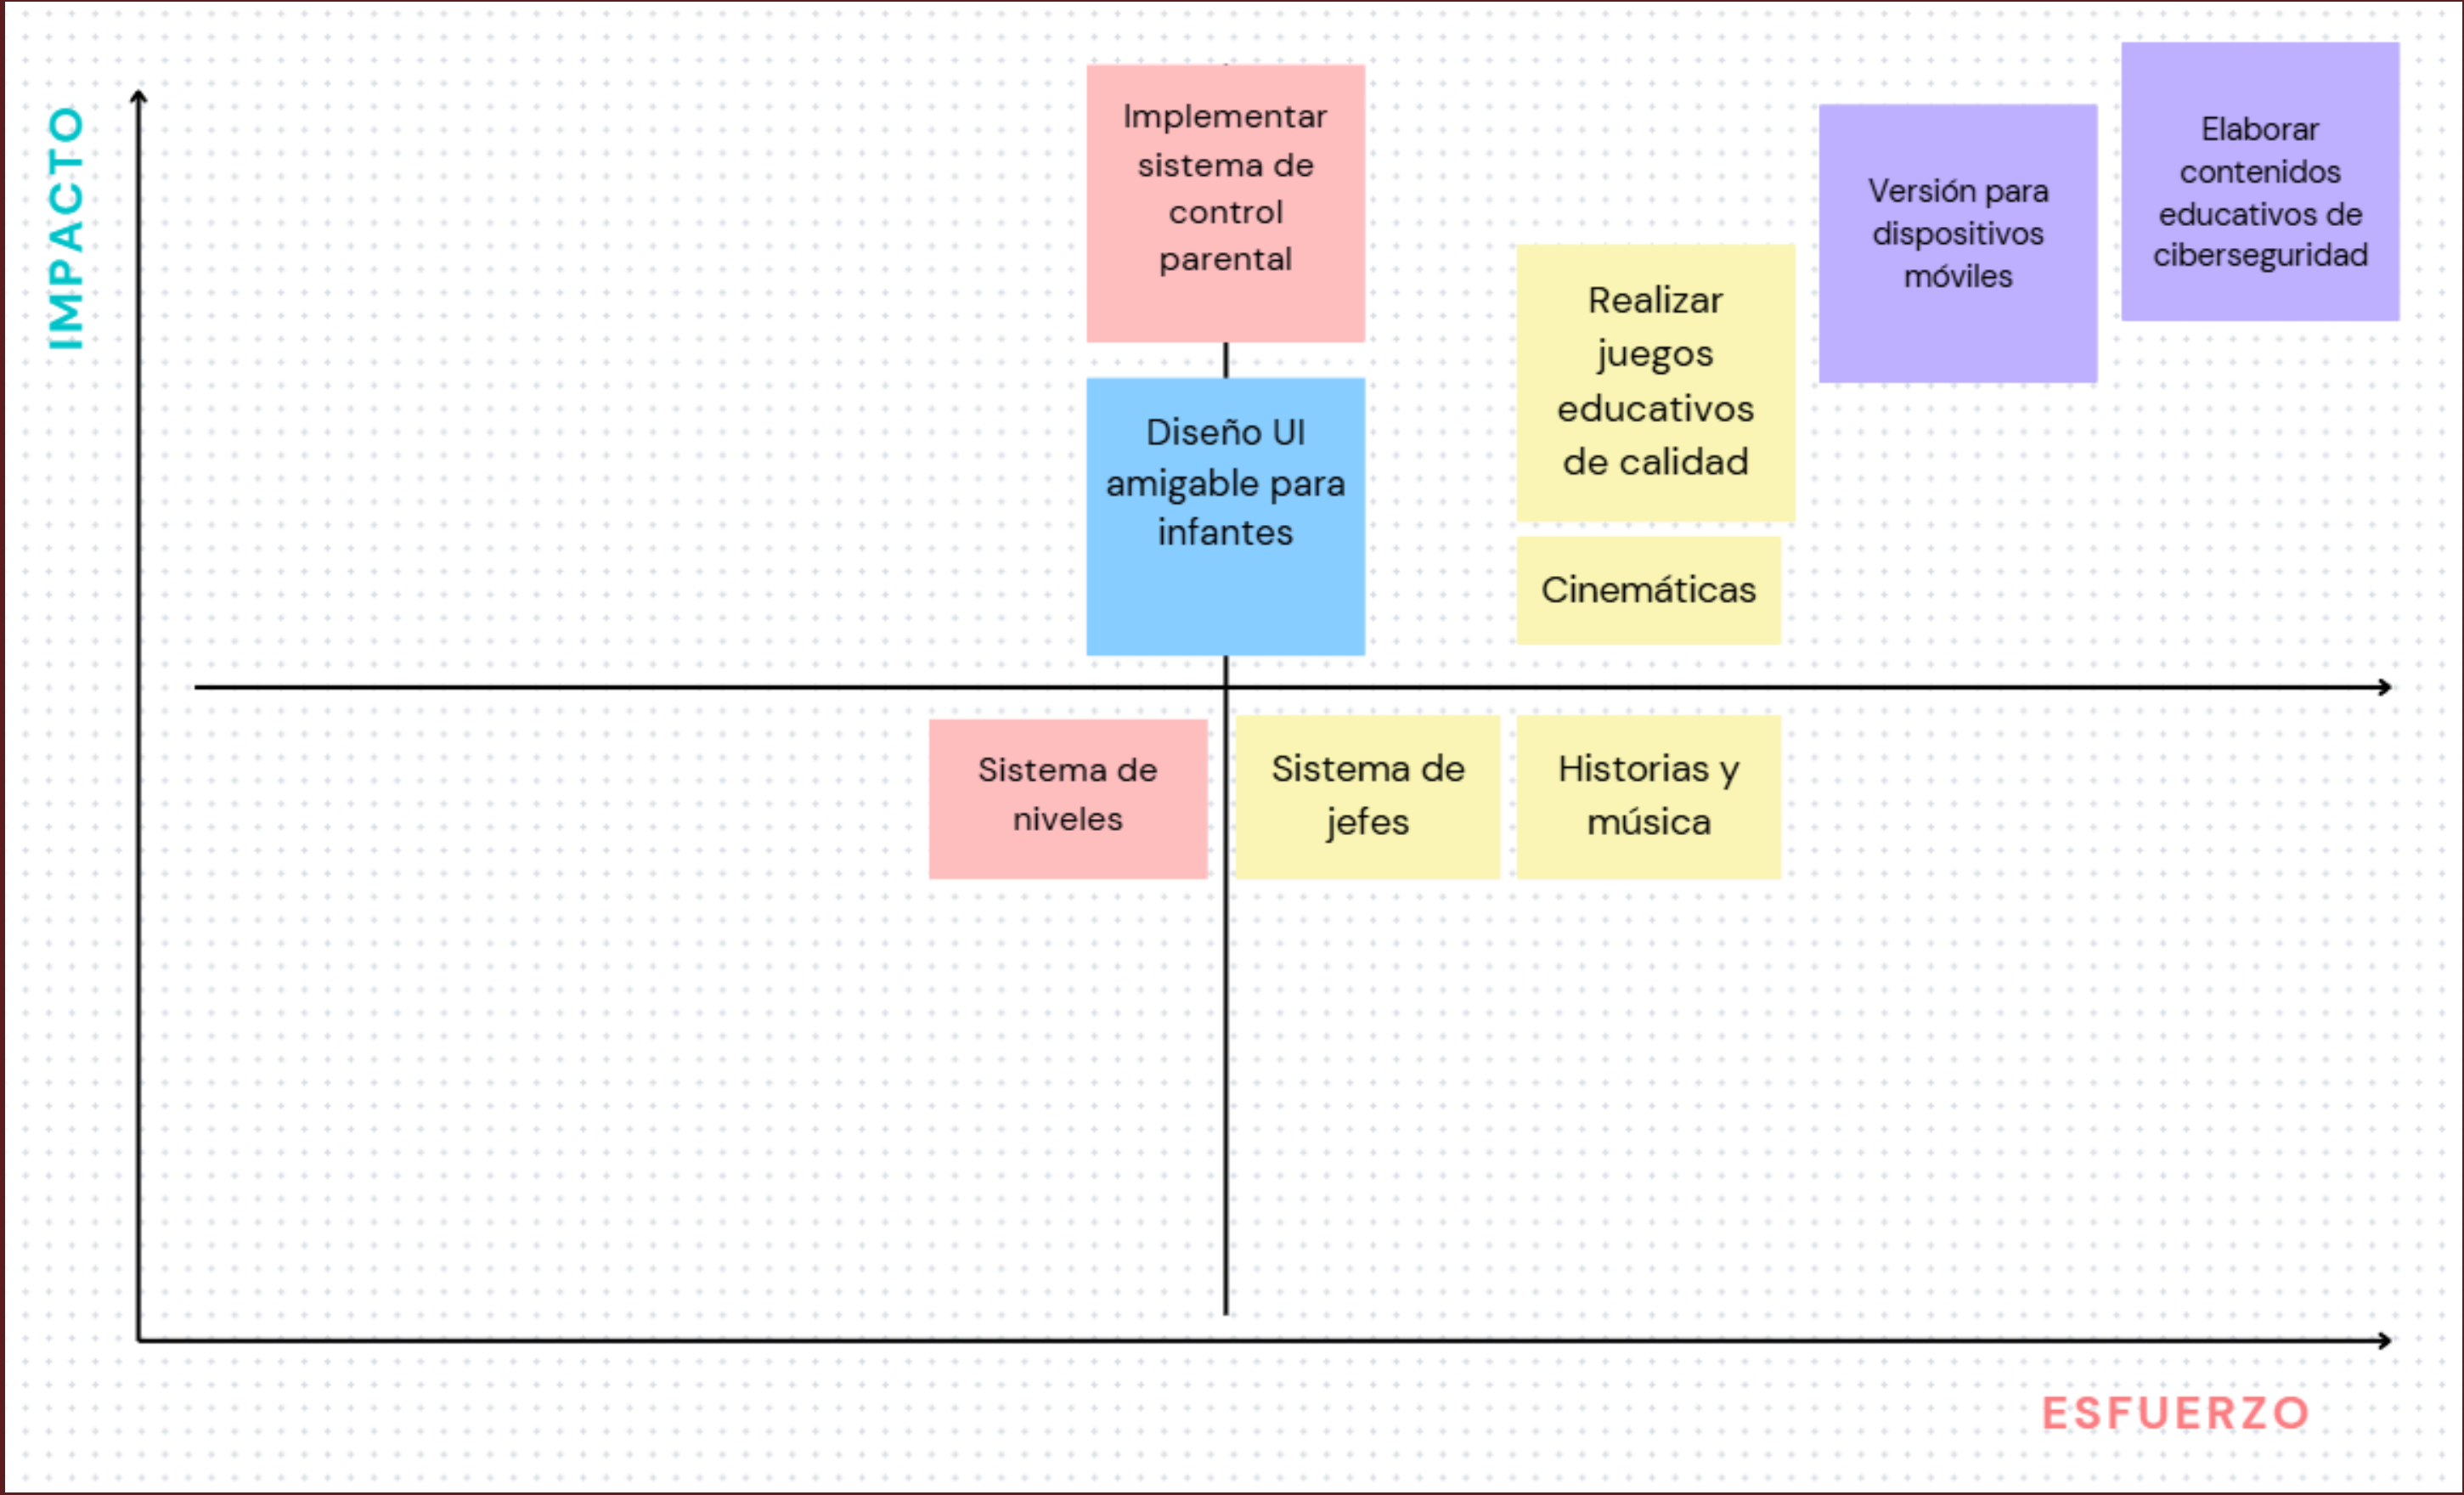 IMPACTO
Implementar
sistema de
control
parental
Diseño UI
amigable para
infantes
Realizar
juegos
educativos
de calidad
Cinemáticas
Versión para
dispositivos
móviles
Elaborar
contenidos
educativos de
ciberseguridad
Sistema de
niveles
Sistema de
jefes
Historias y
música
ESFUERZO